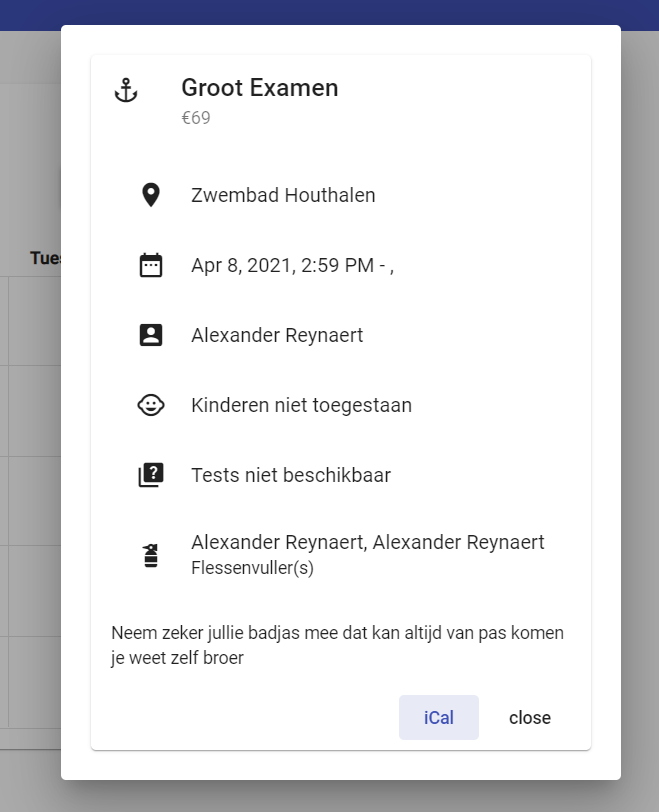 Groot Examen
€69
Zwembad Houthalen
Tues
Apr 8, 2021, 2:59 PM - ,
Alexander Reynaert
Kinderen niet toegestaan
Tests niet beschikbaar
Alexander Reynaert, Alexander Reynaert
Flessenvuller(s)
Neem zeker jullie badjas mee dat kan altijd van pas komen
je weet zelf broer
iCal close